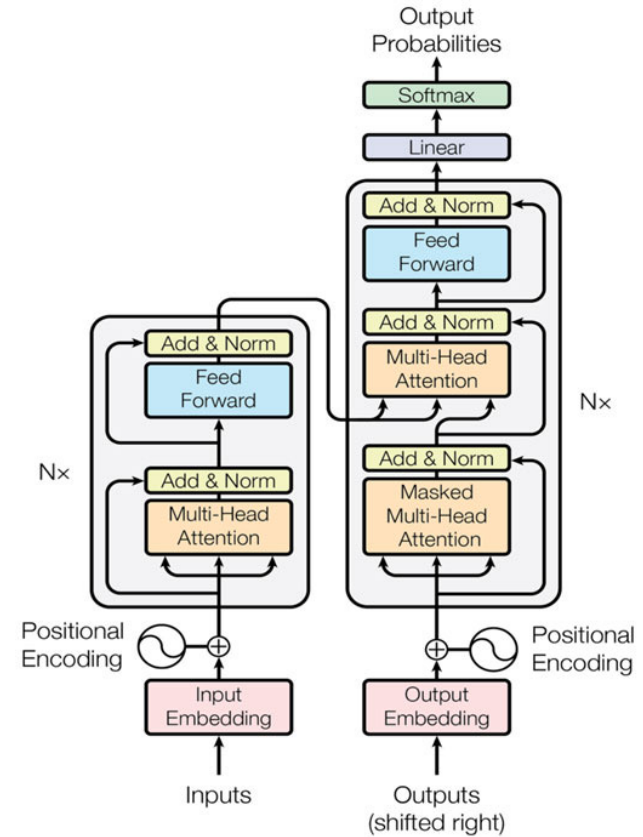 Output
Probabilities
Softmax
Linear
Add & Norm
Feed
Forward
Add & Norm
Multi-Head
Attention
Add & Norm
Masked
Multi-Head
Attention
Nx
Add & Norm
Feed
Forward
Add & Norm
Multi-Head
Attention
Nx
Positional
Encoding
Positional
Encoding
Input
Embedding
Output
Embedding
Inputs
Outputs
(shifted right)